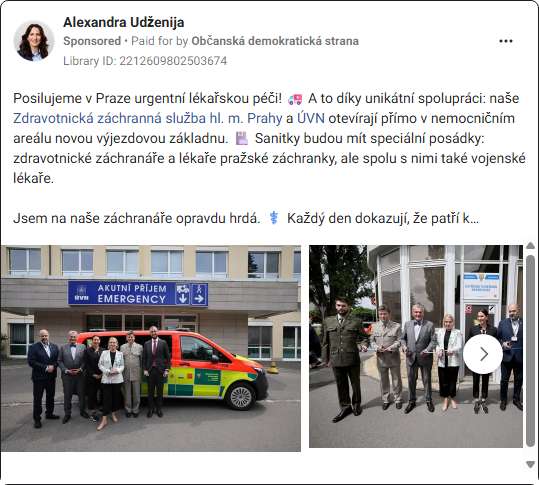 Alexandra Udženija
Sponsored • Paid for by Občanská demokratická strana
Library ID: 2212609802503674
Posilujeme v Praze urgentní lékařskou péči! 🚑 A to díky unikátní spolupráci: naše
Zdravotnická záchranná služba hl. m. Prahy a ÚVN otevírají přímo v nemocničním
areálu novou výjezdovou základnu. 🏥 Sanitky budou mít speciální posádky:
zdravotnické záchranáře a lékaře pražské záchranky, ale spolu s nimi také vojenské
lékaře.
Jsem na naše záchranáře opravdu hrdá. ⚕️ Každý den dokazují, že patří k…
ÚVN
AKUTNÍ PŘÍJEM
EMERGENCY